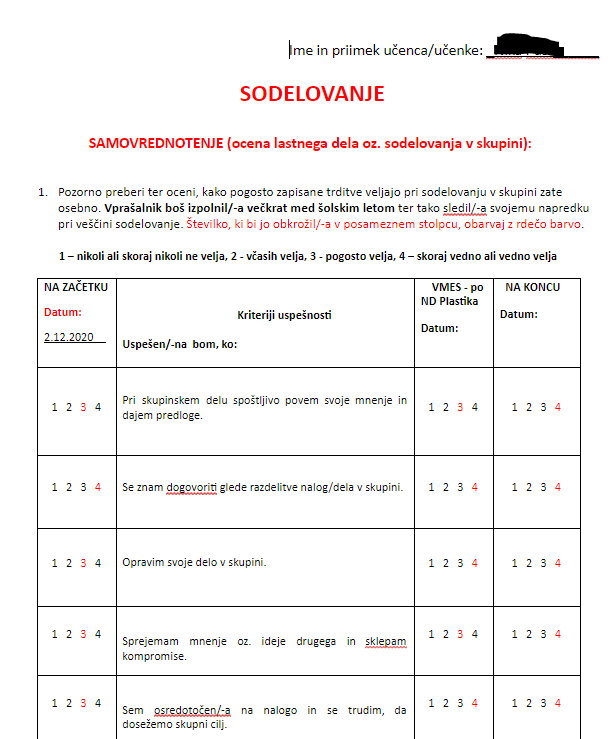 Ime in priimek učenca/učenke:
SODELOVANJE
SAMOVREDNOTENJE (ocena lastnega dela oz. sodelovanja v skupini):
1. Pozorno preberi ter oceni, kako pogosto zapisane trditve veljajo pri sodelovanju v skupini zate
osebno. Vprašalnik boš izpolnil/-a večkrat med šolskim letom ter tako sledil/-a svojemu napredku
pri veščini sodelovanje. Številko, ki bi jo obkrožil/-a v posameznem stolpcu, obarvaj z rdečo barvo.
1 – nikoli ali skoraj nikoli ne velja, 2 - včasih velja, 3 - pogosto velja, 4 – skoraj vedno ali vedno velja
NA ZAČETKU
Datum:
2.12.2020
Kriteriji uspešnosti
Uspešen/-na bom, ko:
VMES - po
ND Plastika
Datum:
NA KONCU
Datum:
1 2 3 4
Pri skupinskem delu spoštljivo povem svoje mnenje in
dajem predloge.
1 2 3 4
1 2 3 4
1 2 3 4
Se znam dogovoriti glede razdelitve nalog/dela v skupini.
1 2 3 4
1 2 3 4
1 2 3 4
Opravim svoje delo v skupini.
1 2 3 4
1 2 3 4
1 2 3 4
Sprejemam mnenje oz. ideje drugega in sklepam
kompromise.
1 2 3 4
1 2 3 4
1 2 3 4
Sem osredotočen/-a na nalogo in se trudim, da
dosežemo skupni cilj.
1 2 3 4
1 2 3 4